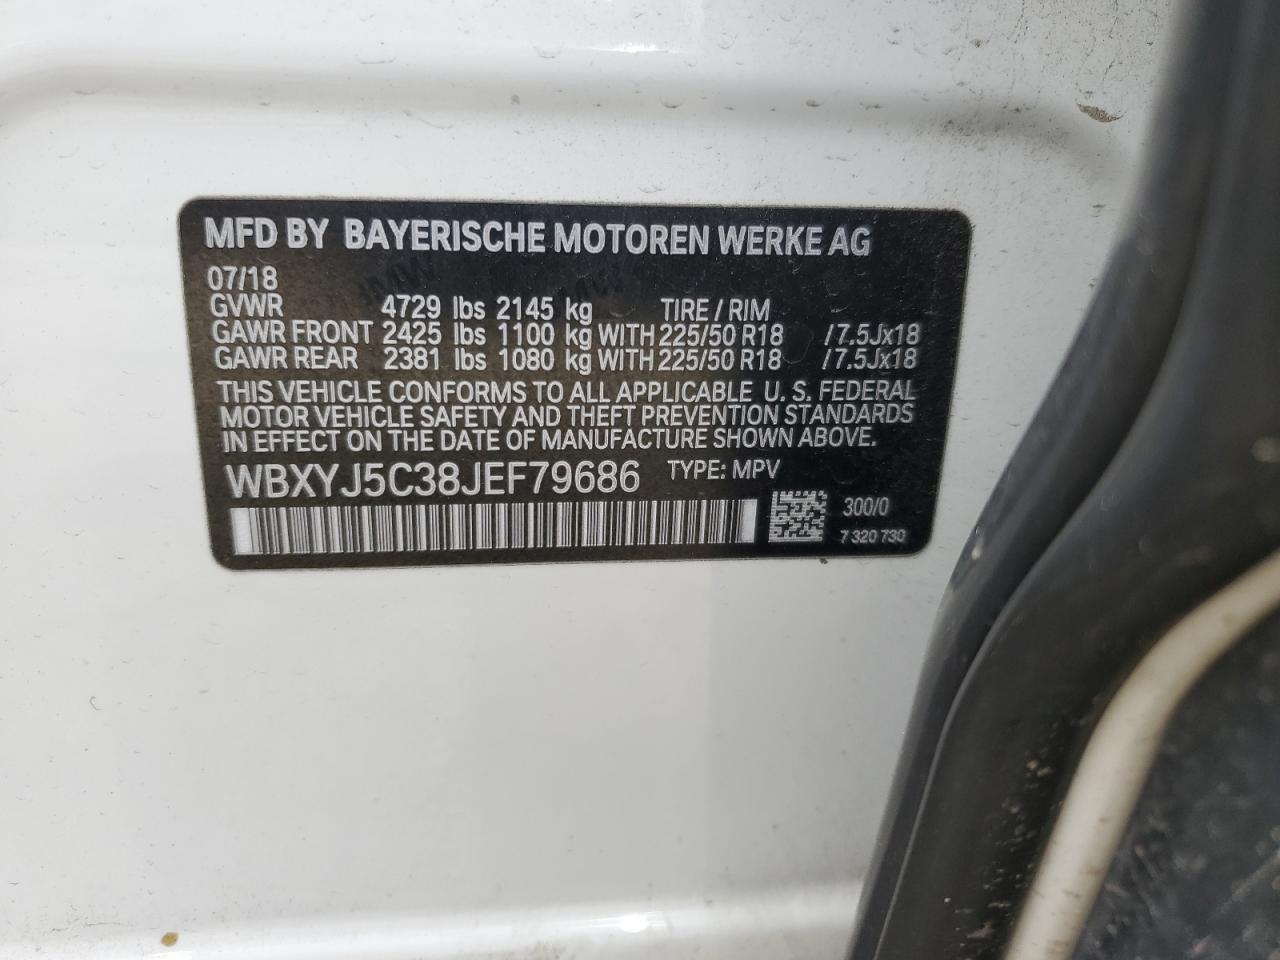 MFD BY BAYERISCHE MOTOREN WERKE AG
07/18
GVWR 4729 lbs 2145 kg TIRE / RIM
GAWR FRONT 2425 lbs 1100 kg WITH 225/50 R18 /7.5Jx18
GAWR REAR 2381 lbs 1080 kg WITH 225/50 R18 /7.5Jx18
THIS VEHICLE CONFORMS TO ALL APPLICABLE U. S. FEDERAL
MOTOR VEHICLE SAFETY AND THEFT PREVENTION STANDARDS
IN EFFECT ON THE DATE OF MANUFACTURE SHOWN ABOVE.
WBXYJ5C38JEF79686 TYPE: MPV
300/0
7 320 730